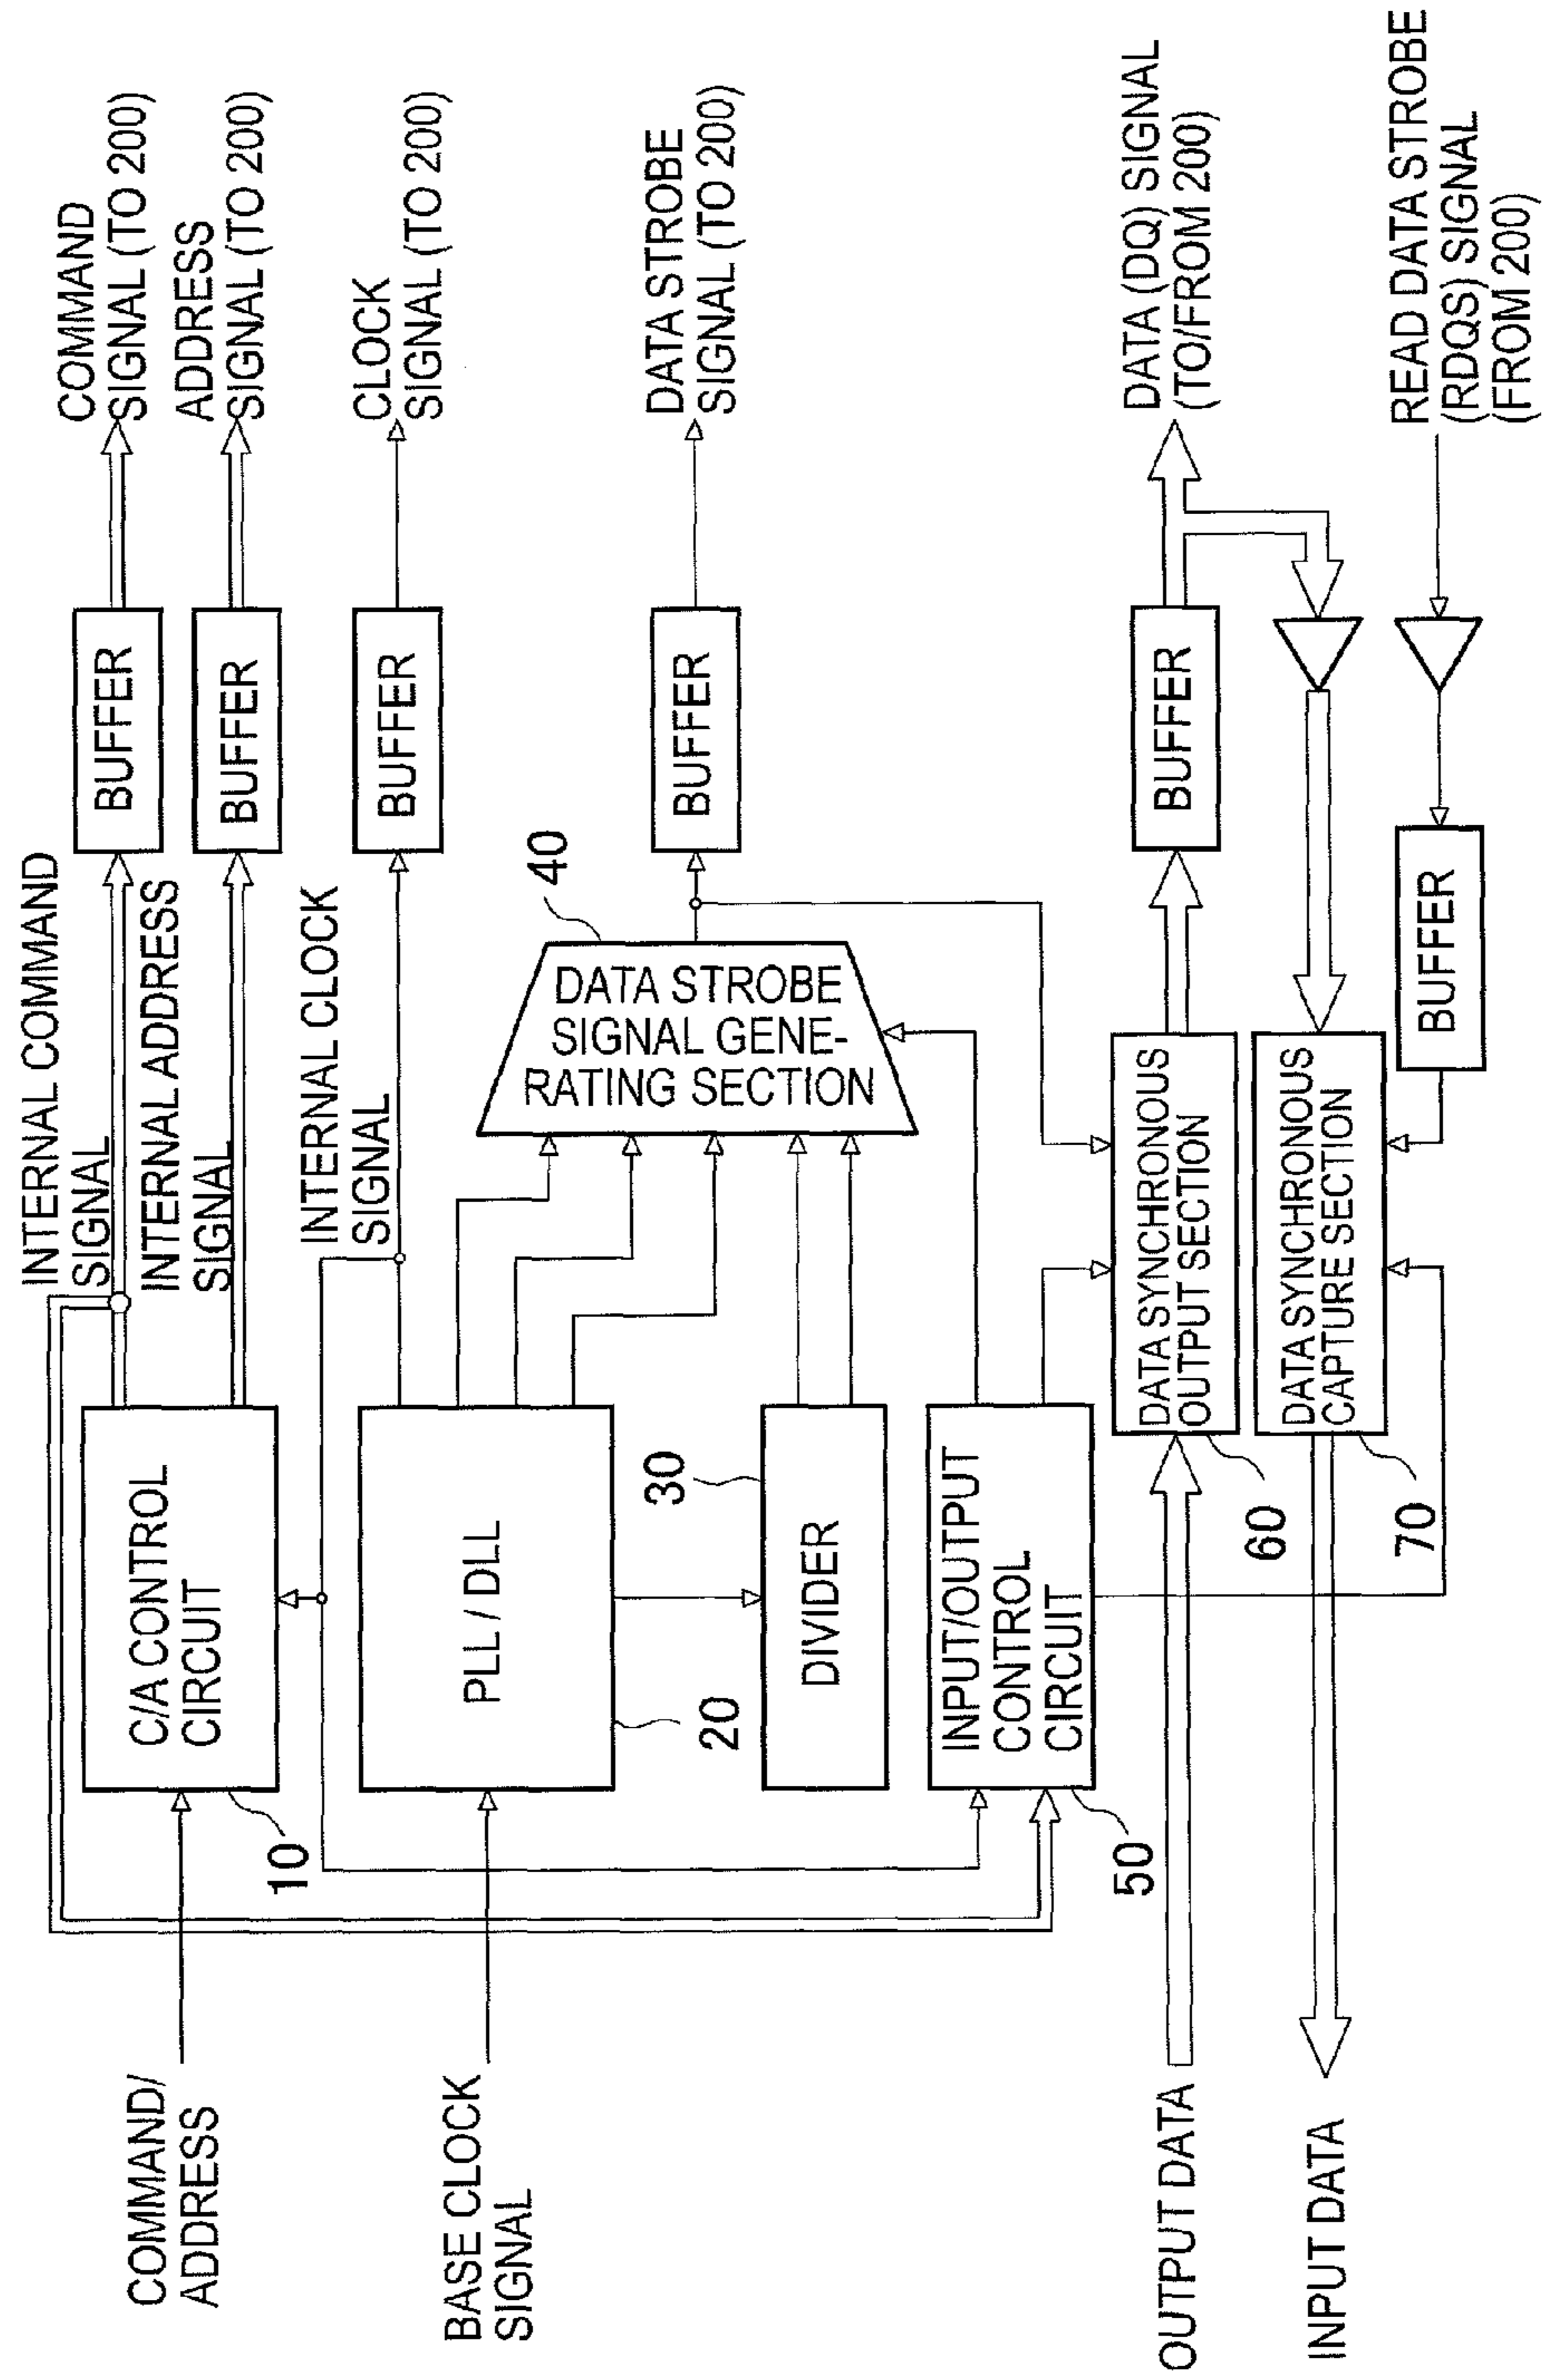 COMMAND/
ADDRESS
BASE CLOCK
SIGNAL
OUTPUT DATA
INPUT DATA
C/A CONTROL
CIRCUIT
10
PLL / DLL
20
DIVIDER
30
INPUT/OUTPUT
CONTROL
CIRCUIT
50
INTERNAL COMMAND
SIGNAL
INTERNAL ADDRESS
SIGNAL
INTERNAL CLOCK
SIGNAL
DATA STROBE
SIGNAL GENE-
RATING SECTION
40
DATA SYNCHRONOUS
OUTPUT SECTION
60
DATA SYNCHRONOUS
CAPTURE SECTION
70
BUFFER
BUFFER
BUFFER
BUFFER
BUFFER
BUFFER
COMMAND
SIGNAL (TO 200)
ADDRESS
SIGNAL (TO 200)
CLOCK
SIGNAL (TO 200)
DATA STROBE
SIGNAL (TO 200)
DATA (DQ) SIGNAL
(TO/FROM 200)
READ DATA STROBE
(RDQS) SIGNAL
(FROM 200)